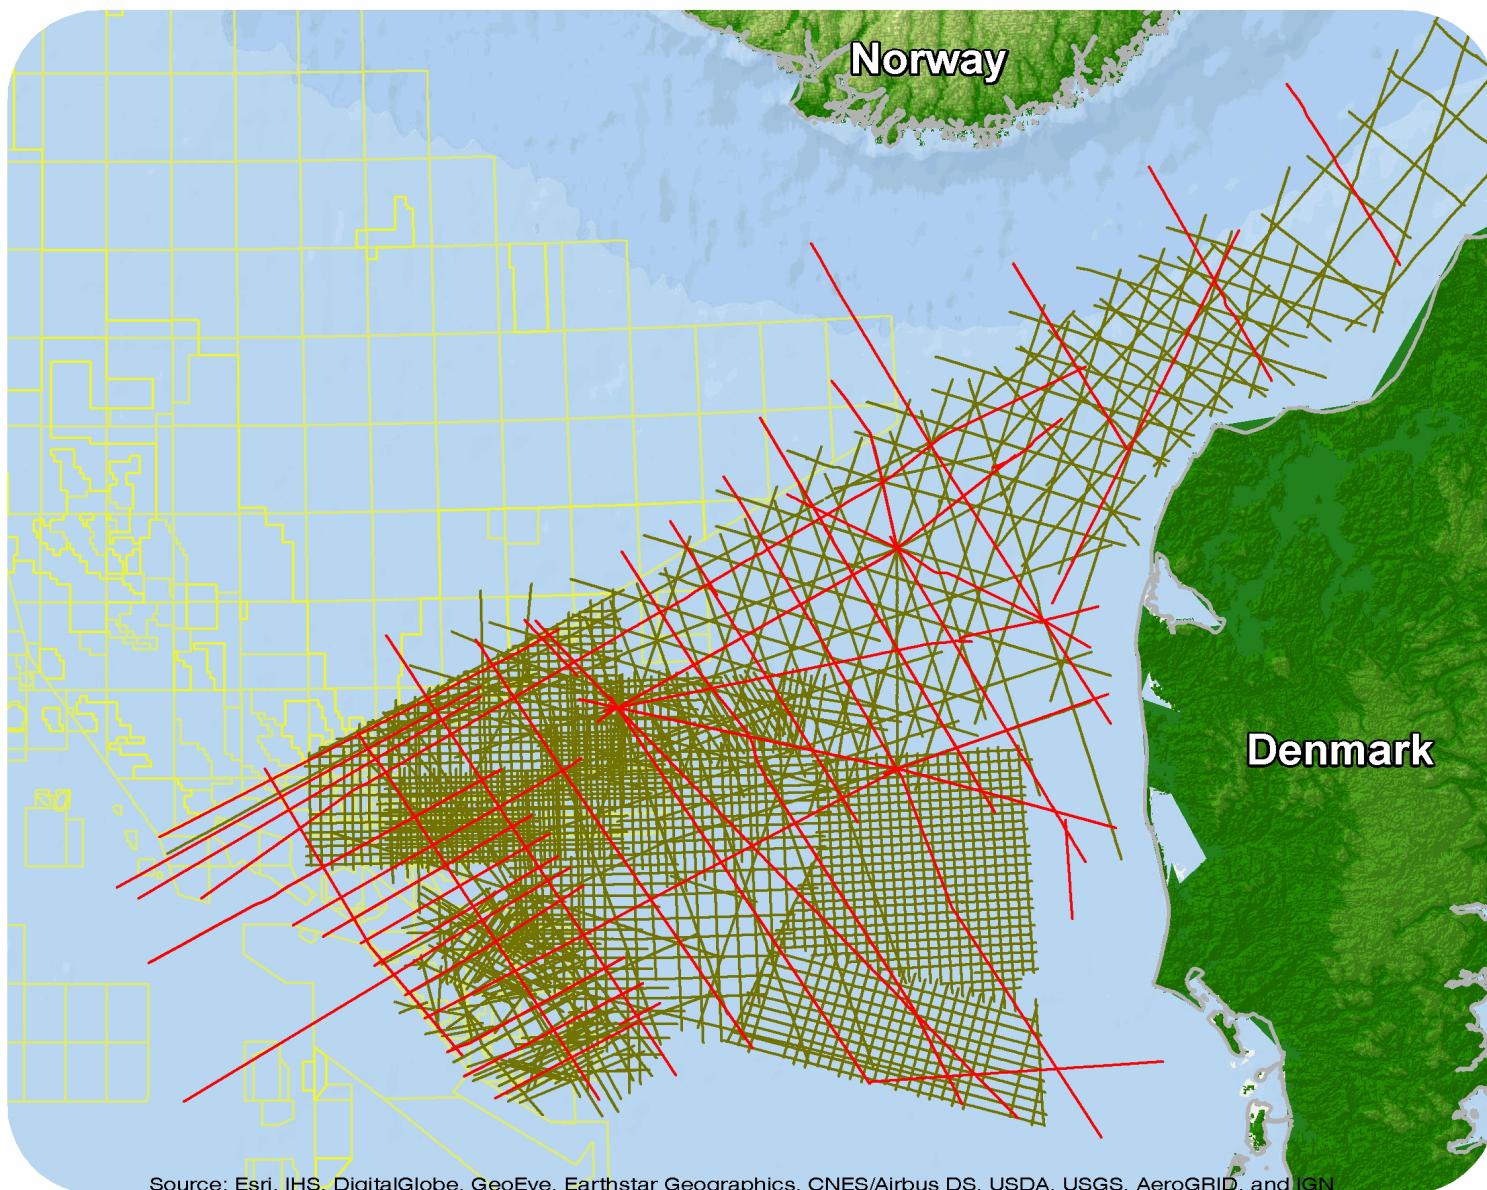 Norway
Denmark
Source: Esri, IHS, DigitalGlobe, GeoEye, Earthstar Geographics, CNES/Airbus DS, USDA, USGS, AeroGRID, and IGN